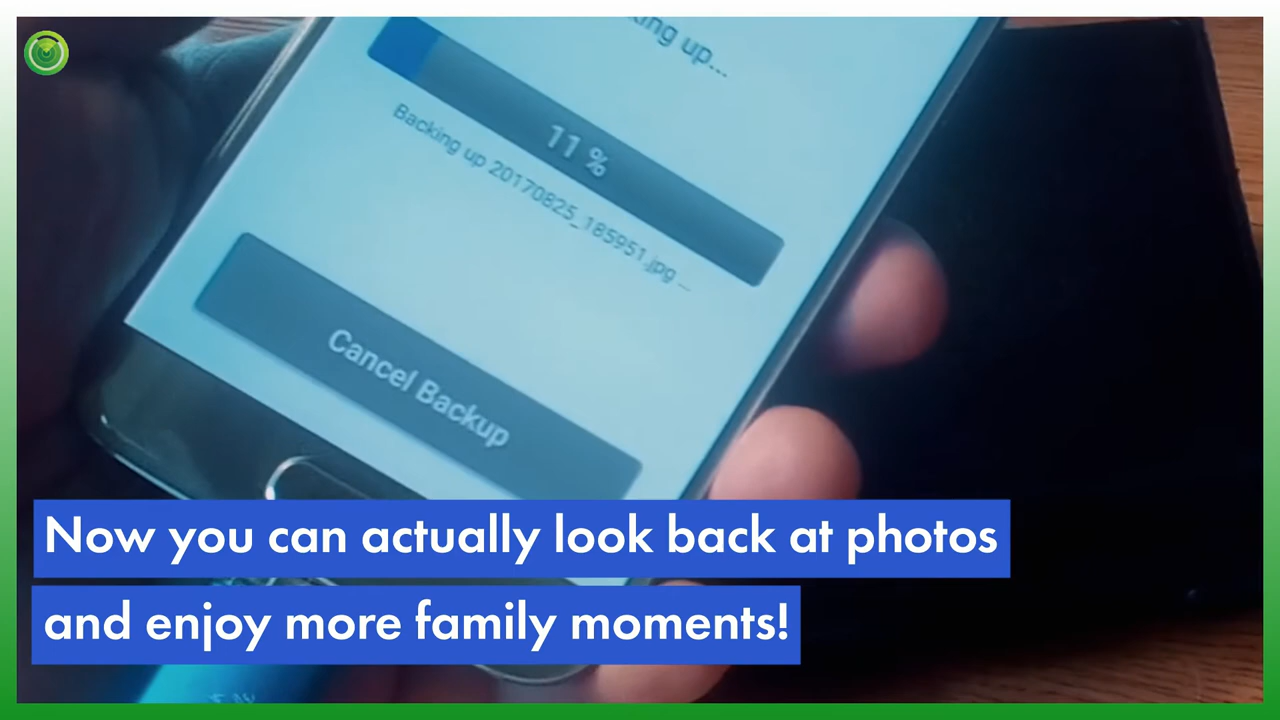 up...
11 %
Backing up 20170825_185951.jpg ...
Cancel Backup
Now you can actually look back at photos
and enjoy more family moments!